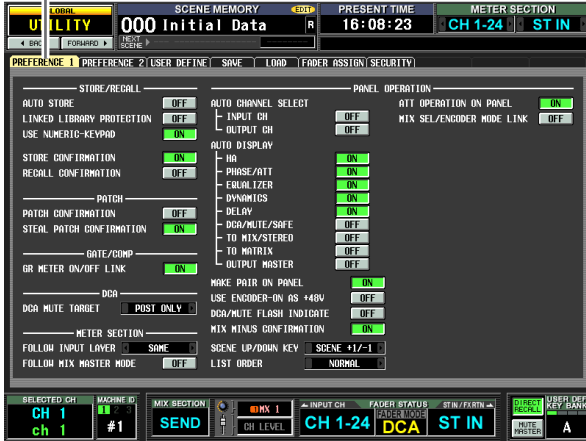 GLOBAL
UTILITY
BACK
FORWARD
SCENE MEMORY
EDIT
000 Initial Data
R
NEXT SCENE
PRESENT TIME
16:08:23
METER SECTION
CH 1-24
ST IN
PREFERENCE 1
PREFERENCE 2
USER DEFINE
SAVE
LOAD
FADER ASSIGN
SECURITY
STORE/RECALL
AUTO STORE OFF
LINKED LIBRARY PROTECTION OFF
USE NUMERIC-KEYPAD ON
STORE CONFIRMATION ON
RECALL CONFIRMATION OFF
PATCH
PATCH CONFIRMATION OFF
STEAL PATCH CONFIRMATION ON
GATE/COMP
GR METER ON/OFF LINK ON
DCA
DCA MUTE TARGET POST ONLY
METER SECTION
FOLLOW INPUT LAYER SAME
FOLLOW MIX MASTER MODE OFF
PANEL OPERATION
AUTO CHANNEL SELECT
INPUT CH OFF
OUTPUT CH OFF
AUTO DISPLAY
HA ON
PHASE/ATT ON
EQUALIZER ON
DYNAMICS ON
DELAY ON
DCA/MUTE/SAFE OFF
TO MIX/STEREO OFF
TO MATRIX OFF
OUTPUT MASTER OFF
MAKE PAIR ON PANEL ON
USE ENCODER-ON AS +48V OFF
DCA/MUTE FLASH INDICATE OFF
MIX MINUS CONFIRMATION ON
SCENE UP/DOWN KEY SCENE +1/-1
LIST ORDER NORMAL
ATT OPERATION ON PANEL ON
MIX SEL/ENCODER MODE LINK OFF
SELECTED CH
CH 1
ch 1
MACHINE ID
1 2 3
#1
MIX SECTION
SEND
MX 1
CH LEVEL
INPUT CH
FADER STATUS
ST IN/FXRTN
CH 1-24
FADER MODE
DCA
ST IN
DIRECT RECALL
MUTE MASTER
USER DEF
KEY BANK
A